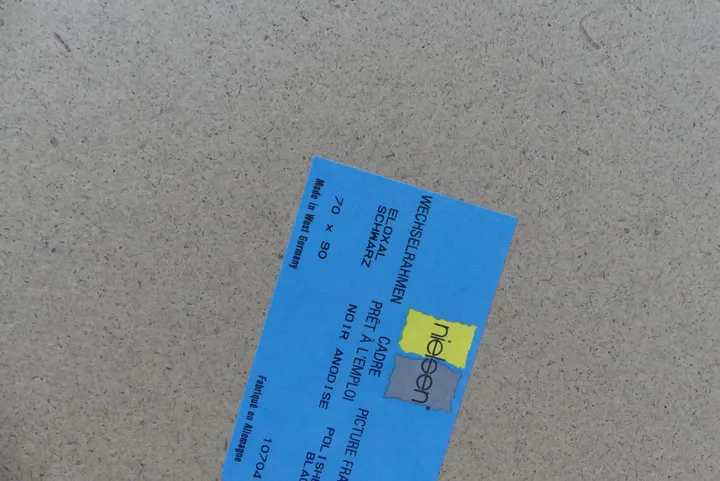 nielsen®
WECHSELRAHMEN
ELOXAL
SCHWARZ
70 x 90
Made in West Germany
CADRE
PRÊT À L'EMPLOI
NOIR ANODISE
Fabriqué en Allemagne
PICTURE FRA
POLISHE
BLA
10704